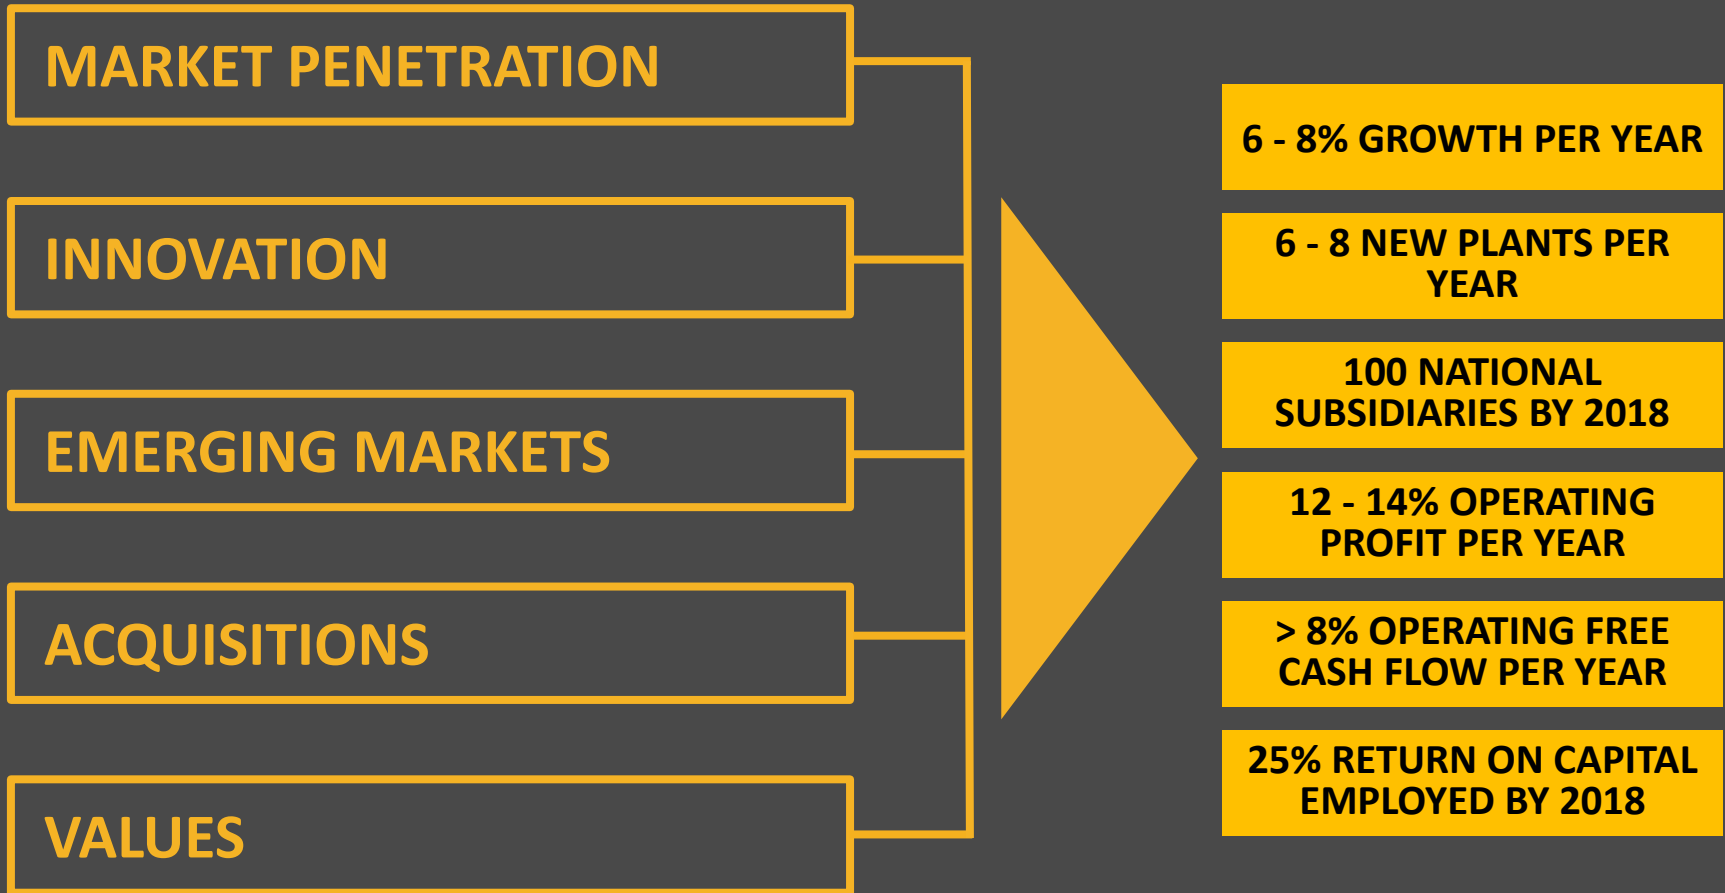 MARKET PENETRATION
INNOVATION
EMERGING MARKETS
ACQUISITIONS
VALUES
6 - 8% GROWTH PER YEAR
6 - 8 NEW PLANTS PER
YEAR
100 NATIONAL
SUBSIDIARIES BY 2018
12 - 14% OPERATING
PROFIT PER YEAR
> 8% OPERATING FREE
CASH FLOW PER YEAR
25% RETURN ON CAPITAL
EMPLOYED BY 2018